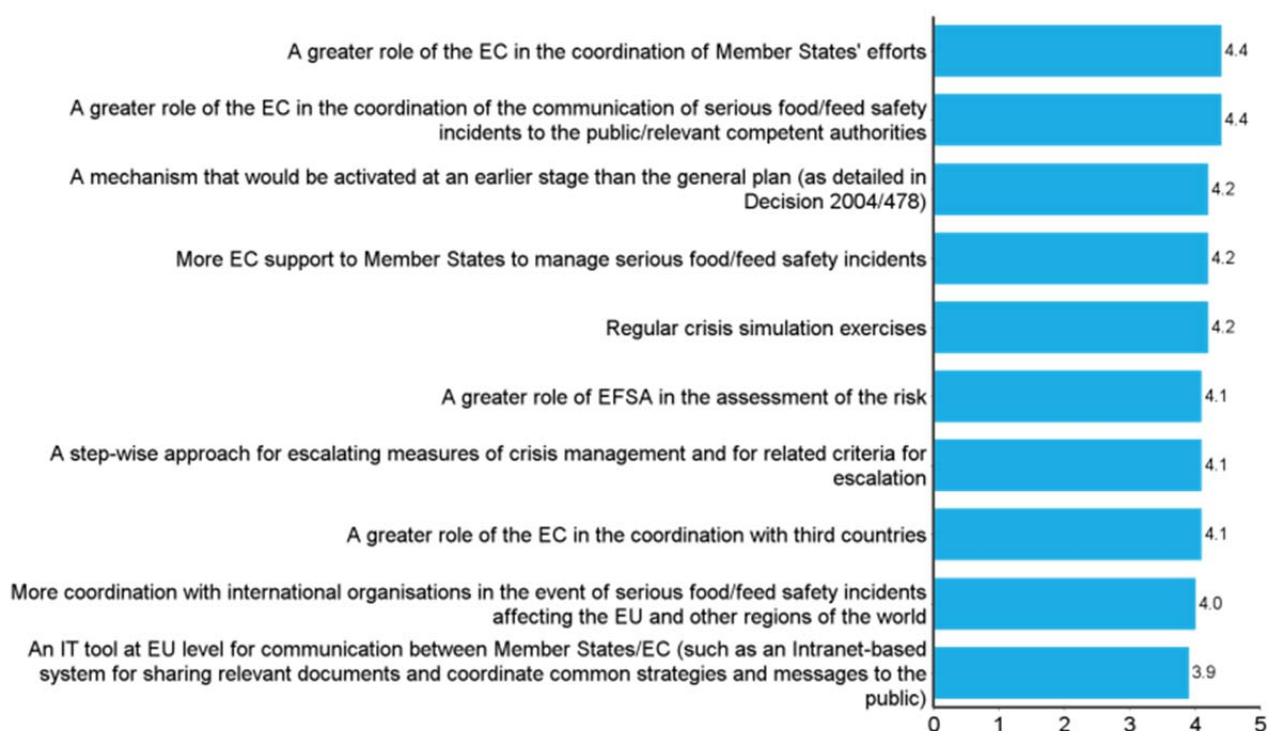 A greater role of the EC in the coordination of Member States' efforts
4.4
A greater role of the EC in the coordination of the communication of serious food/feed safety
incidents to the public/relevant competent authorities
4.4
A mechanism that would be activated at an earlier stage than the general plan (as detailed in
Decision 2004/478)
4.2
More EC support to Member States to manage serious food/feed safety incidents
4.2
Regular crisis simulation exercises
4.2
A greater role of EFSA in the assessment of the risk
4.1
A step-wise approach for escalating measures of crisis management and for related criteria for
escalation
4.1
A greater role of the EC in the coordination with third countries
4.1
More coordination with international organisations in the event of serious food/feed safety incidents
affecting the EU and other regions of the world
4.0
An IT tool at EU level for communication between Member States/EC (such as an Intranet-based
system for sharing relevant documents and coordinate common strategies and messages to the
public)
3.9
0 1 2 3 4 5